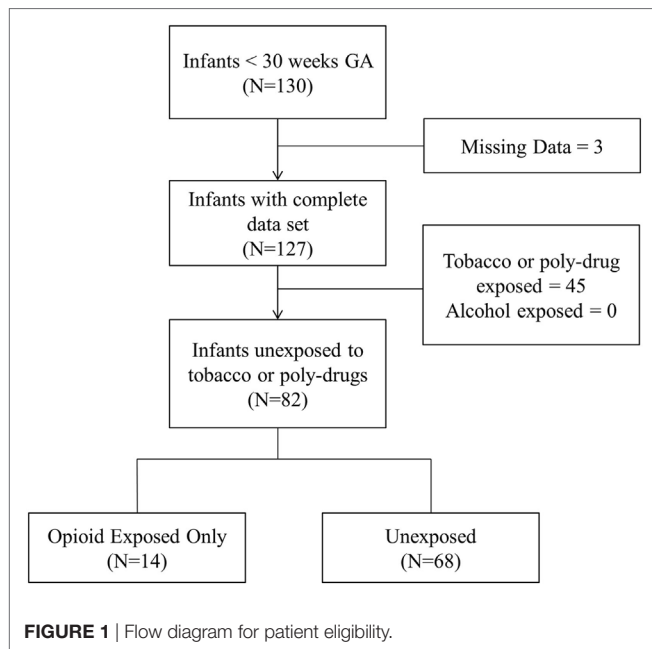 Infants < 30 weeks GA
(N=130)
Missing Data = 3
Infants with complete
data set
(N=127)
Tobacco or poly-drug
exposed = 45
Alcohol exposed = 0
Infants unexposed to
tobacco or poly-drugs
(N=82)
Opioid Exposed Only
(N=14)
Unexposed
(N=68)
FIGURE 1 | Flow diagram for patient eligibility.